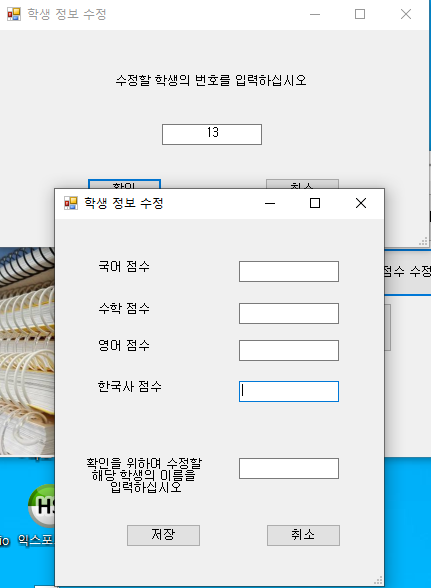 학생 정보 수정
수정할 학생의 번호를 입력하십시오
13
확인
취소
학생 정보 수정
국어 점수
수학 점수
영어 점수
한국사 점수
확인을 위하며 수정할
해당 학생의 이름을
입력하십시오
저장
취소
점수 수정
HS
io 익스포